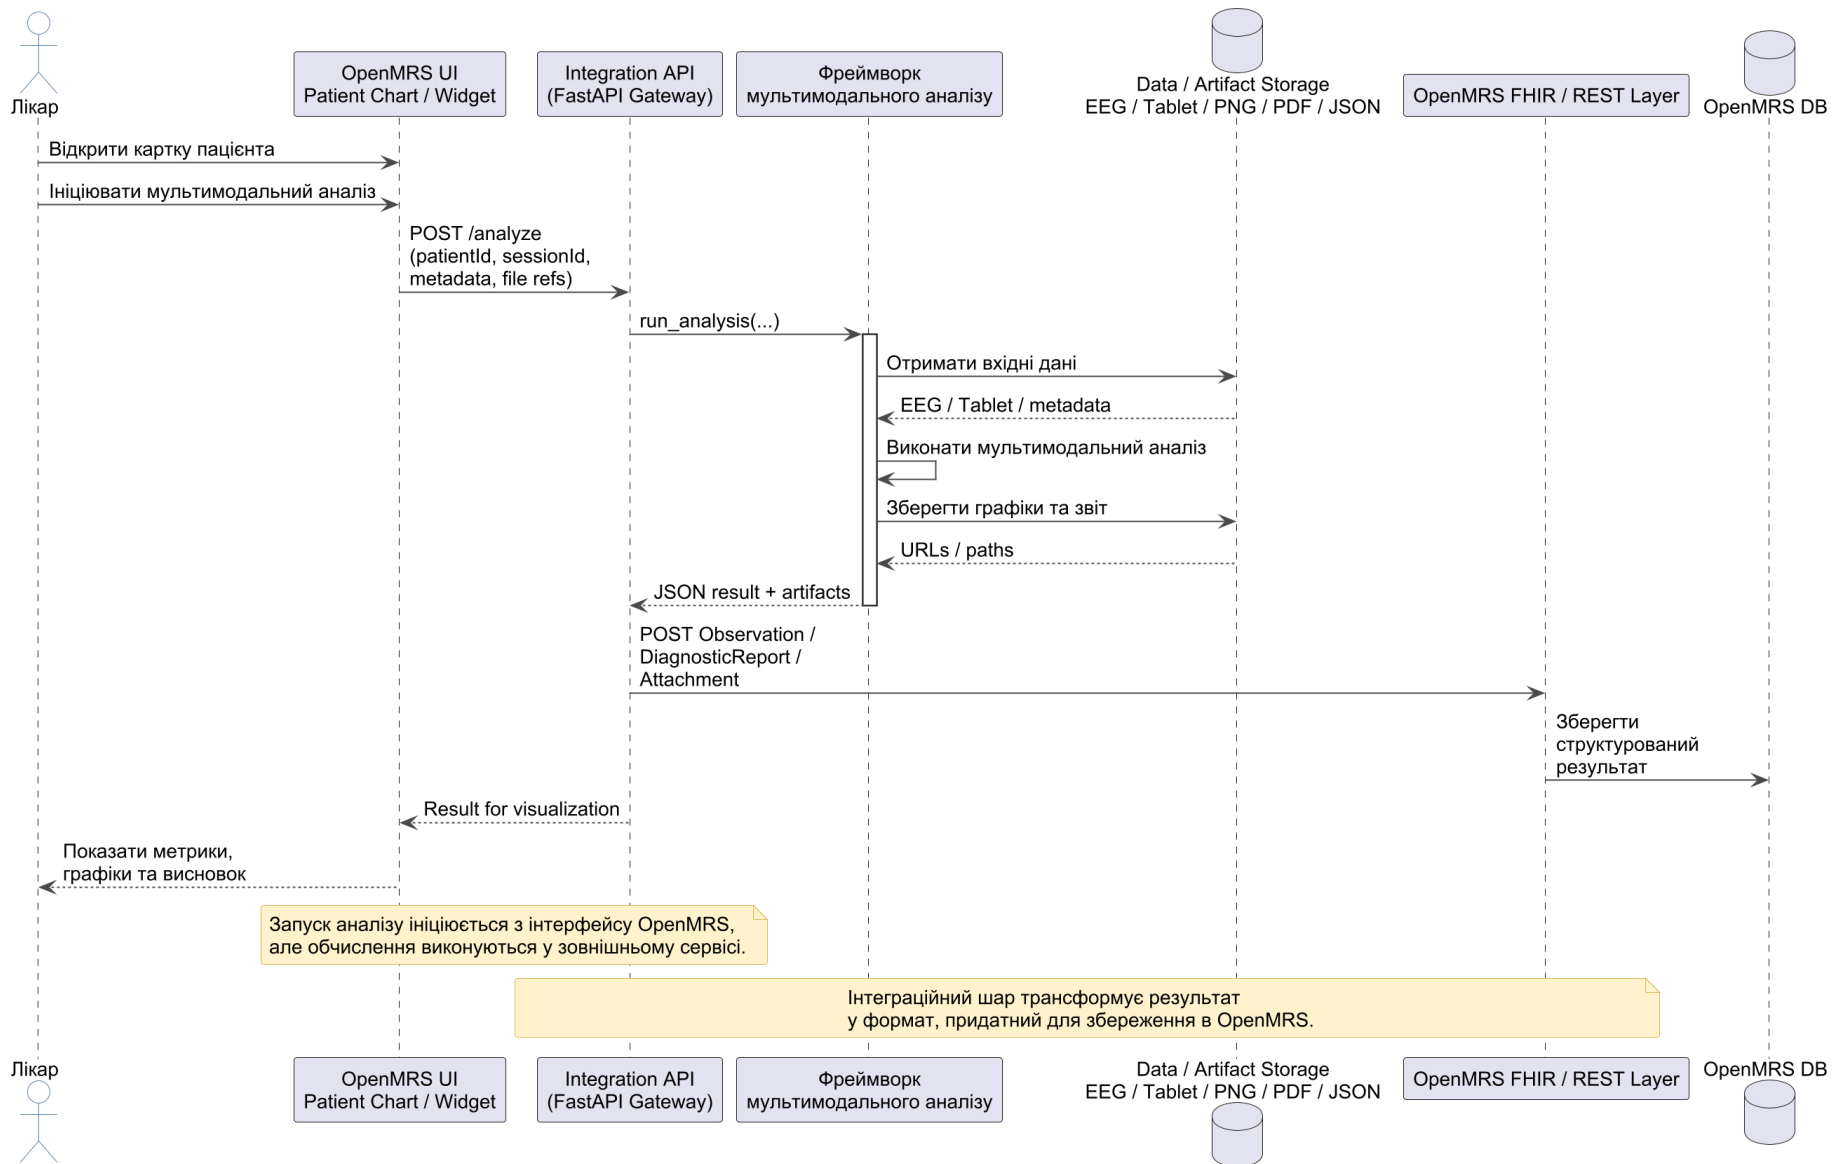 Лікар
OpenMRS UI
Patient Chart / Widget
Integration API
(FastAPI Gateway)
Фреймворк
мультимодального аналізу
Data / Artifact Storage
EEG / Tablet / PNG / PDF / JSON
OpenMRS FHIR / REST Layer
OpenMRS DB
Відкрити картку пацієнта
Ініціювати мультимодальний аналіз
POST /analyze
(patientId, sessionId,
metadata, file refs)
run_analysis(...)
Отримати вхідні дані
EEG / Tablet / metadata
Виконати мультимодальний аналіз
Зберегти графіки та звіт
URLs / paths
JSON result + artifacts
POST Observation /
DiagnosticReport /
Attachment
Зберегти
структурований
результат
Result for visualization
Показати метрики,
графіки та висновок
Запуск аналізу ініціюється з інтерфейсу OpenMRS,
але обчислення виконуються у зовнішньому сервісі.
Інтеграційний шар трансформує результат
у формат, придатний для збереження в OpenMRS.
Лікар
OpenMRS UI
Patient Chart / Widget
Integration API
(FastAPI Gateway)
Фреймворк
мультимодального аналізу
Data / Artifact Storage
EEG / Tablet / PNG / PDF / JSON
OpenMRS FHIR / REST Layer
OpenMRS DB